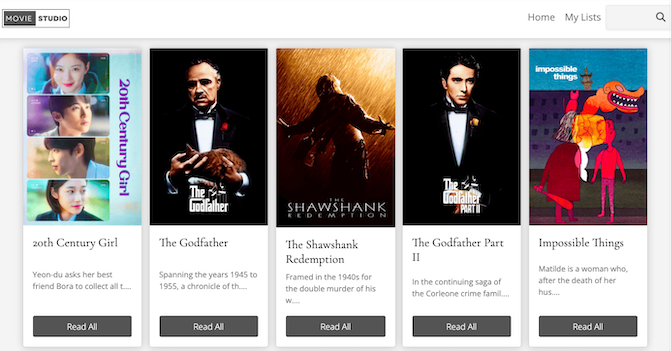 MOVIE STUDIO
Home
My Lists
20th Century Girl
The
Godfather
THE
SHAWSHANK
REDEMPTION
The
Godfather
PART II
impossible
things
20th Century Girl
Yeon-du asks her best
friend Bora to collect all t....
Read All
The Godfather
Spanning the years 1945 to
1955, a chronicle of th....
Read All
The Shawshank
Redemption
Framed in the 1940s for
the double murder of his
w....
Read All
The Godfather Part
II
In the continuing saga of
the Corleone crime famil....
Read All
Impossible Things
Matilde is a woman who,
after the death of her
hus....
Read All